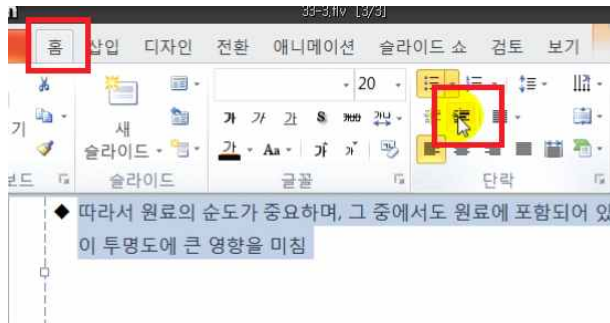 33-3.flv [3/3]
홈 삽입 디자인 전환 애니메이션 슬라이드 쇼 검토 보기
20
기 새 슬라이드
가 가 가 S abc 가나
가 Aa 가 가
보드 슬라이드 글꼴 단락
◆ 따라서 원료의 순도가 중요하며, 그 중에서도 원료에 포함되어 있
이 투명도에 큰 영향을 미침